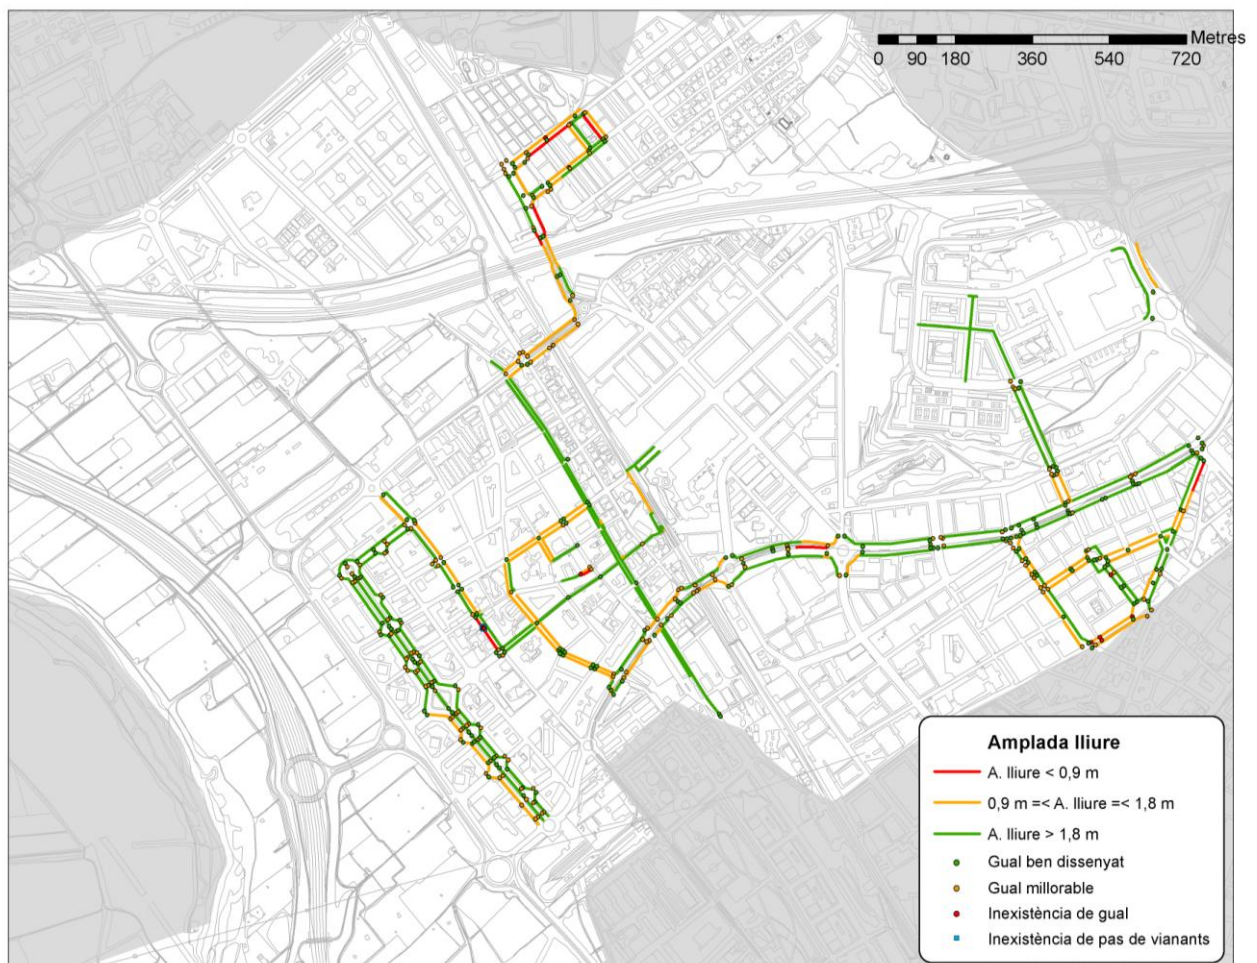 Metres
0 90 180 360 540 720
Amplada lliure
A. lliure < 0,9 m
0,9 m =< A. lliure =< 1,8 m
A. lliure > 1,8 m
Gual ben dissenyat
Gual millorable
Inexistència de gual
Inexistència de pas de vianants